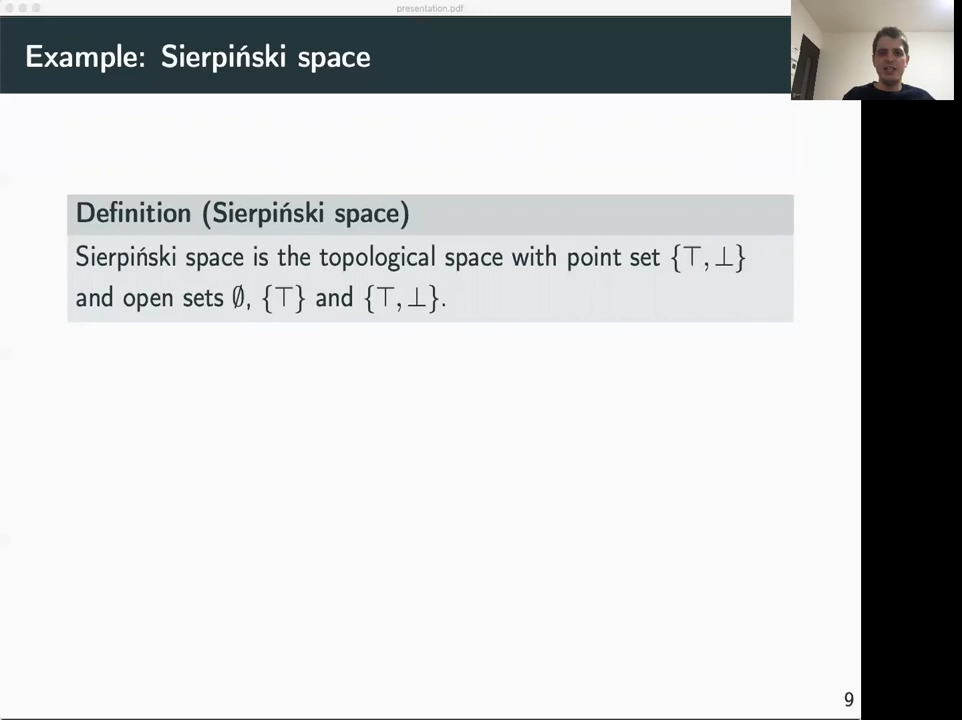 presentation.pdf
Example: Sierpiński space
Definition (Sierpiński space)
Sierpiński space is the topological space with point set {⊤, ⊥}
and open sets ∅, {⊤} and {⊤, ⊥}.
9